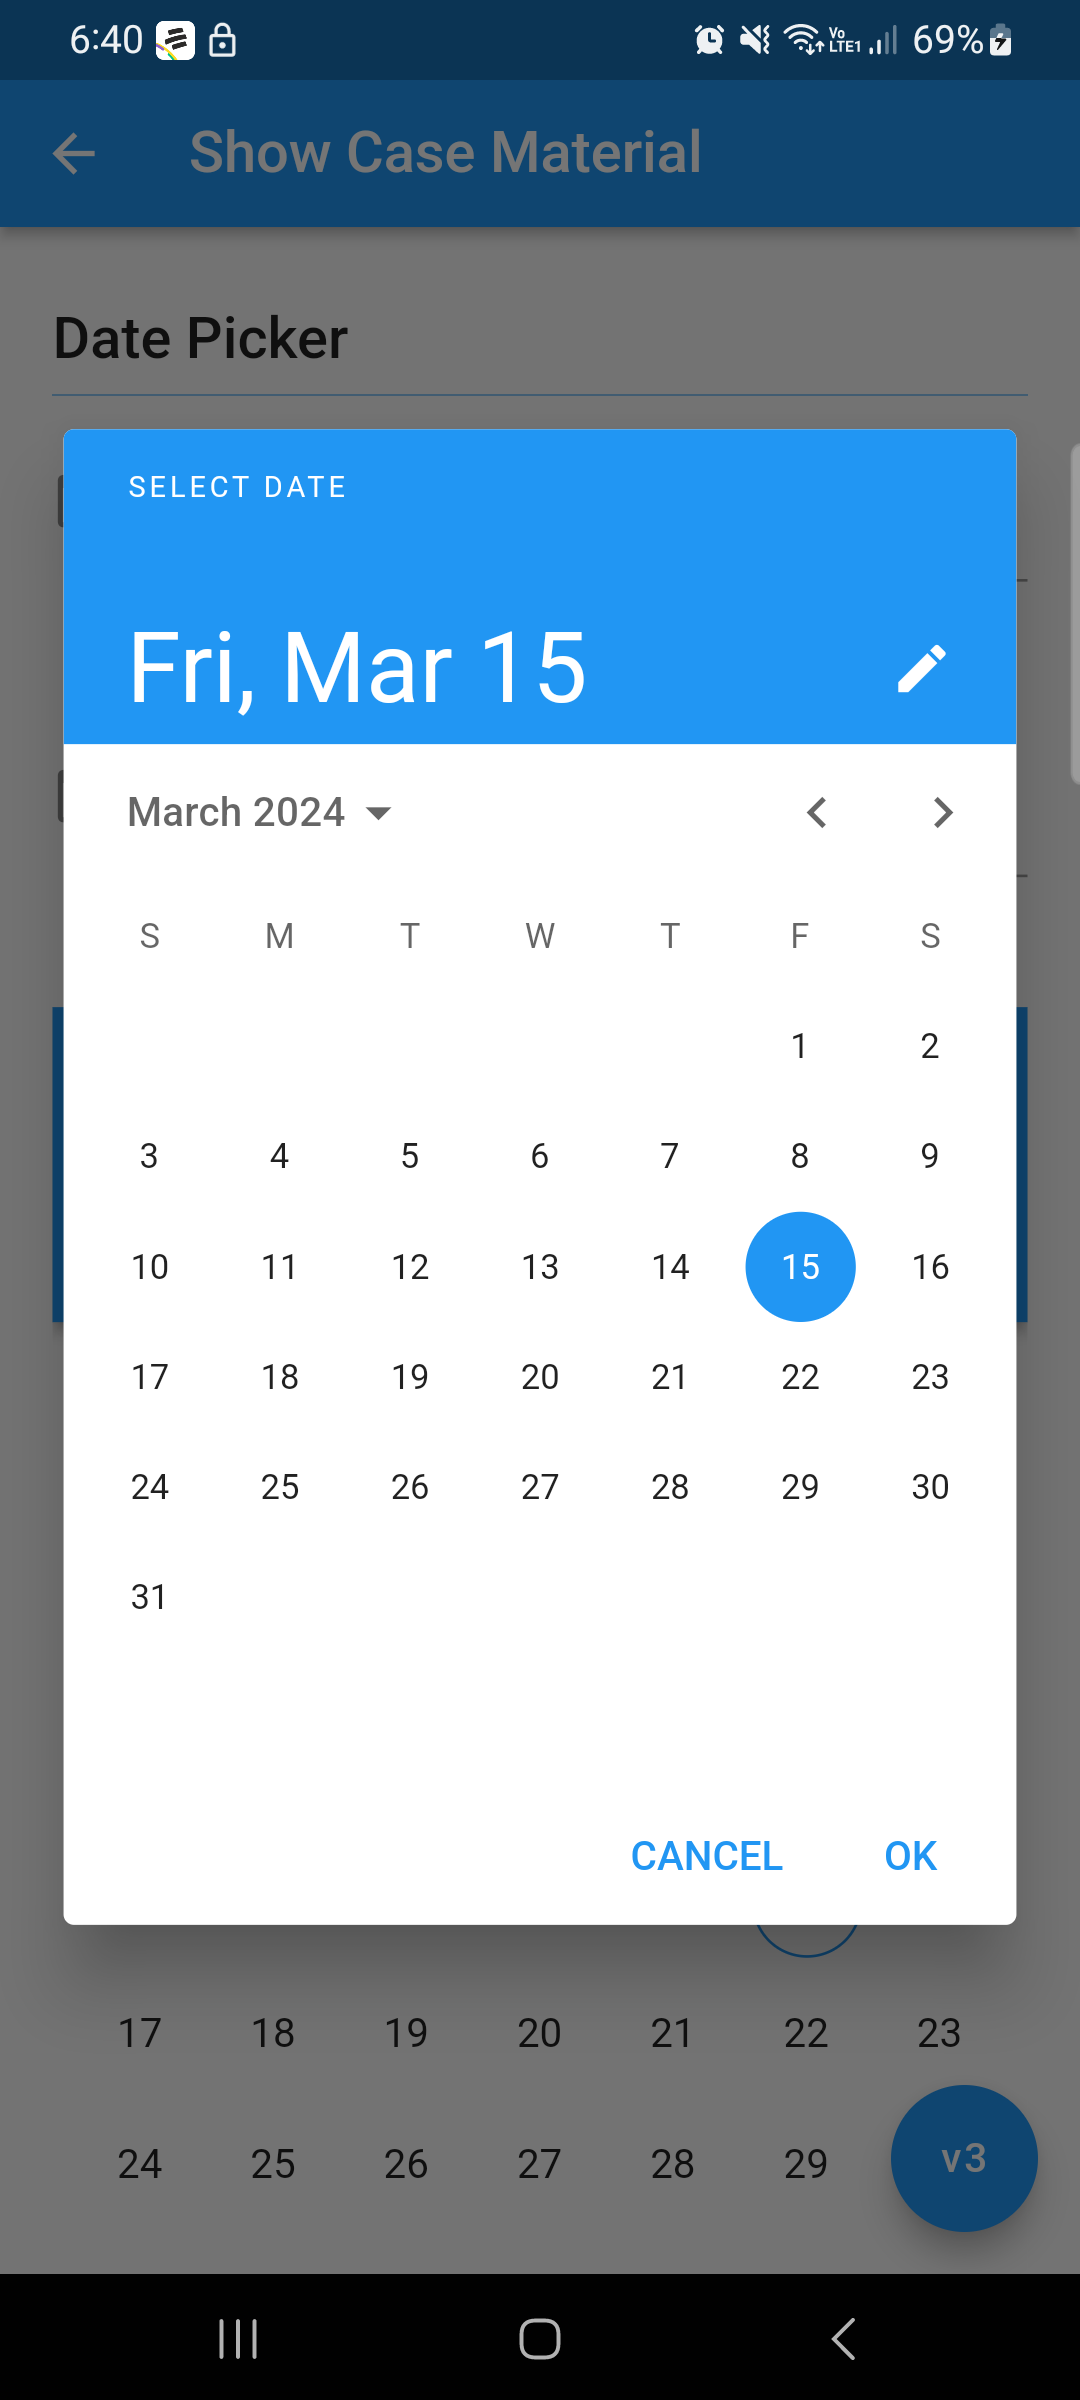 6:40 Vo LTE1 69%
Show Case Material
Date Picker
SELECT DATE
Fri, Mar 15
March 2024
S M T W T F S
1 2
3 4 5 6 7 8 9
10 11 12 13 14 15 16
17 18 19 20 21 22 23
24 25 26 27 28 29 30
31
CANCEL OK
17 18 19 20 21 22 23
24 25 26 27 28 29
v3